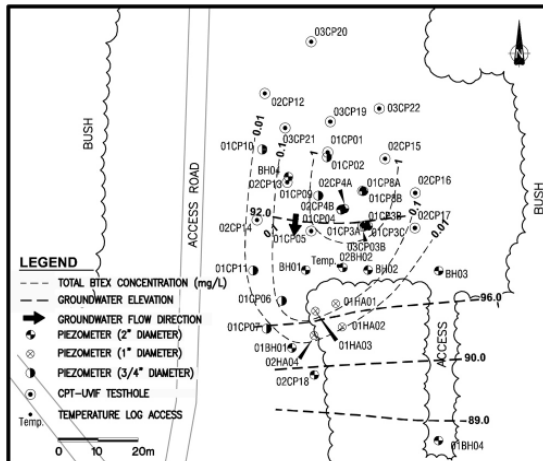 03CP20
N
02CP12
03CP22
03CP19
0.01
03CP21
01CP01
01CP10
0.1
1
1
02CP15
01CP02
BH04
02CP13
02CP4A
01CP8A
02CP16
01CP09
01CP8B
02CP4B
0.1
92.0
02CP14
01CP04
01CP3B
02CP17
0.1
01CP05
01CP3A
01CP3C
0.01
03CP03B
Temp.
02BH02
01CP11
BH01
BH02
BH03
01CP06
01HA01
96.0
01CP07
01HA02
01BH01
01HA03
02HA04
90.0
02CP18
89.0
01BH04
BUSH
ACCESS ROAD
BUSH
ACCESS
LEGEND
TOTAL BTEX CONCENTRATION (mg/L)
GROUNDWATER ELEVATION
GROUNDWATER FLOW DIRECTION
PIEZOMETER (2" DIAMETER)
PIEZOMETER (1" DIAMETER)
PIEZOMETER (3/4" DIAMETER)
CPT-UVIF TESTHOLE
Temp. TEMPERATURE LOG ACCESS
0 10 20m